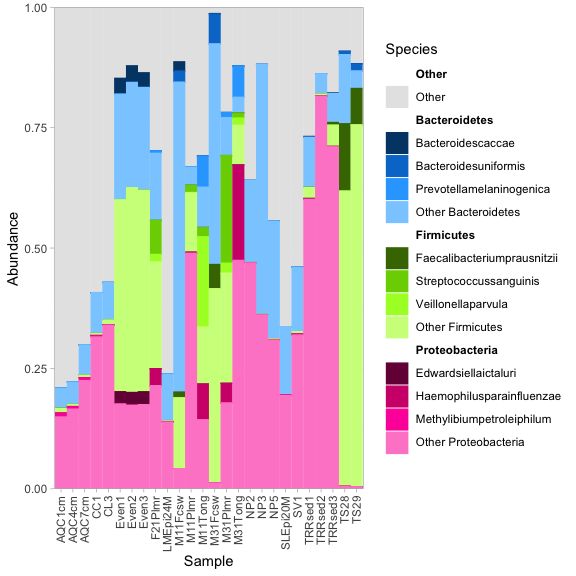 1.00
0.75
0.50
0.25
0.00
Abundance
AQC1cm
AQC4cm
AQC7cm
CC1
CL3
Even1
Even2
Even3
F21Plmr
LMEpi24M
M11Fcsw
M11Plmr
M11Tong
M31Fcsw
M31Plmr
M31Tong
NP2
NP3
NP5
SLEpi20M
SV1
TRRsed1
TRRsed2
TRRsed3
TS28
TS29
Sample
Species
Other
Other
Bacteroidetes
Bacteroidescaccae
Bacteroidesuniformis
Prevotellamelaninogenica
Other Bacteroidetes
Firmicutes
Faecalibacteriumprausnitzii
Streptococcussanguinis
Veillonellaparvula
Other Firmicutes
Proteobacteria
Edwardsiellaictaluri
Haemophilusparainfluenzae
Methylibiumpetroleiphilum
Other Proteobacteria